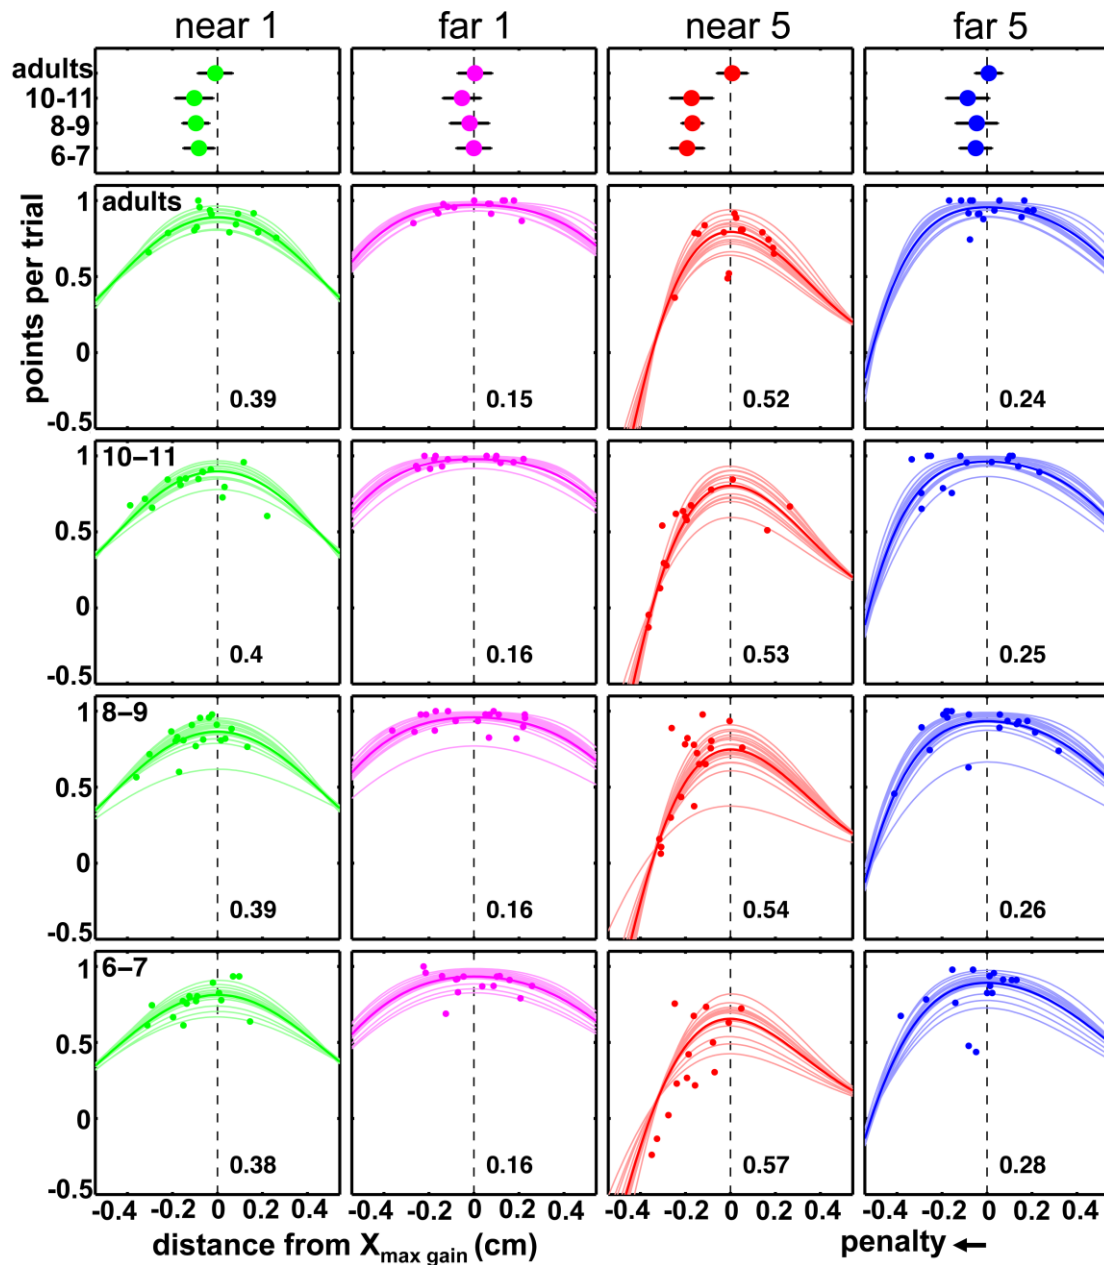 near 1 far 1 near 5 far 5
adults
10-11
8-9
6-7
adults
points per trial
1
0.5
0
-0.5
0.39 0.15 0.52 0.24
10–11
1
0.5
0
-0.5
0.4 0.16 0.53 0.25
8–9
1
0.5
0
-0.5
0.39 0.16 0.54 0.26
6–7
1
0.5
0
-0.5
0.38 0.16 0.57 0.28
-0.4 -0.2 0 0.2 0.4 -0.4 -0.2 0 0.2 0.4 -0.4 -0.2 0 0.2 0.4 -0.4 -0.2 0 0.2 0.4
distance from Xmax gain (cm) penalty ←